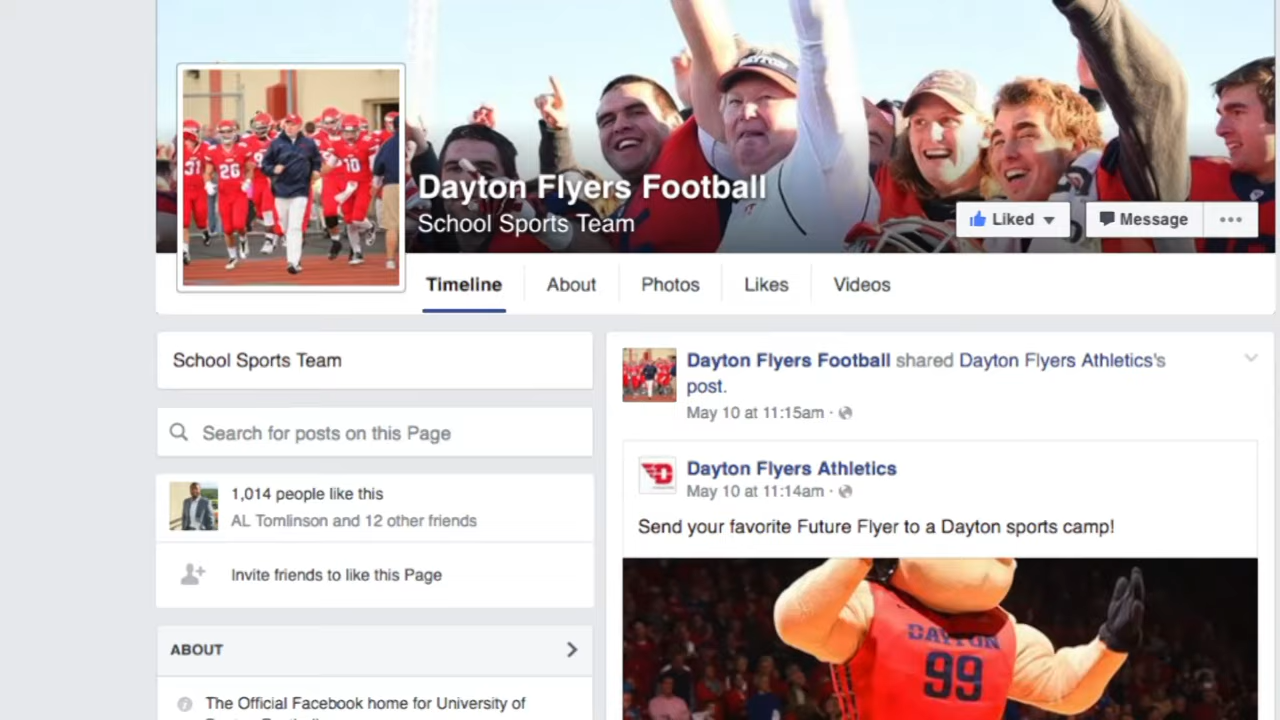 DAYTON
31
26
10
Dayton Flyers Football
School Sports Team
Liked
Message
Timeline
About
Photos
Likes
Videos
School Sports Team
Search for posts on this Page
1,014 people like this
AL Tomlinson and 12 other friends
Invite friends to like this Page
ABOUT
The Official Facebook home for University of
Dayton Flyers Football shared Dayton Flyers Athletics's
post.
May 10 at 11:15am ·
D
Dayton Flyers Athletics
May 10 at 11:14am ·
Send your favorite Future Flyer to a Dayton sports camp!
DAYTON
99